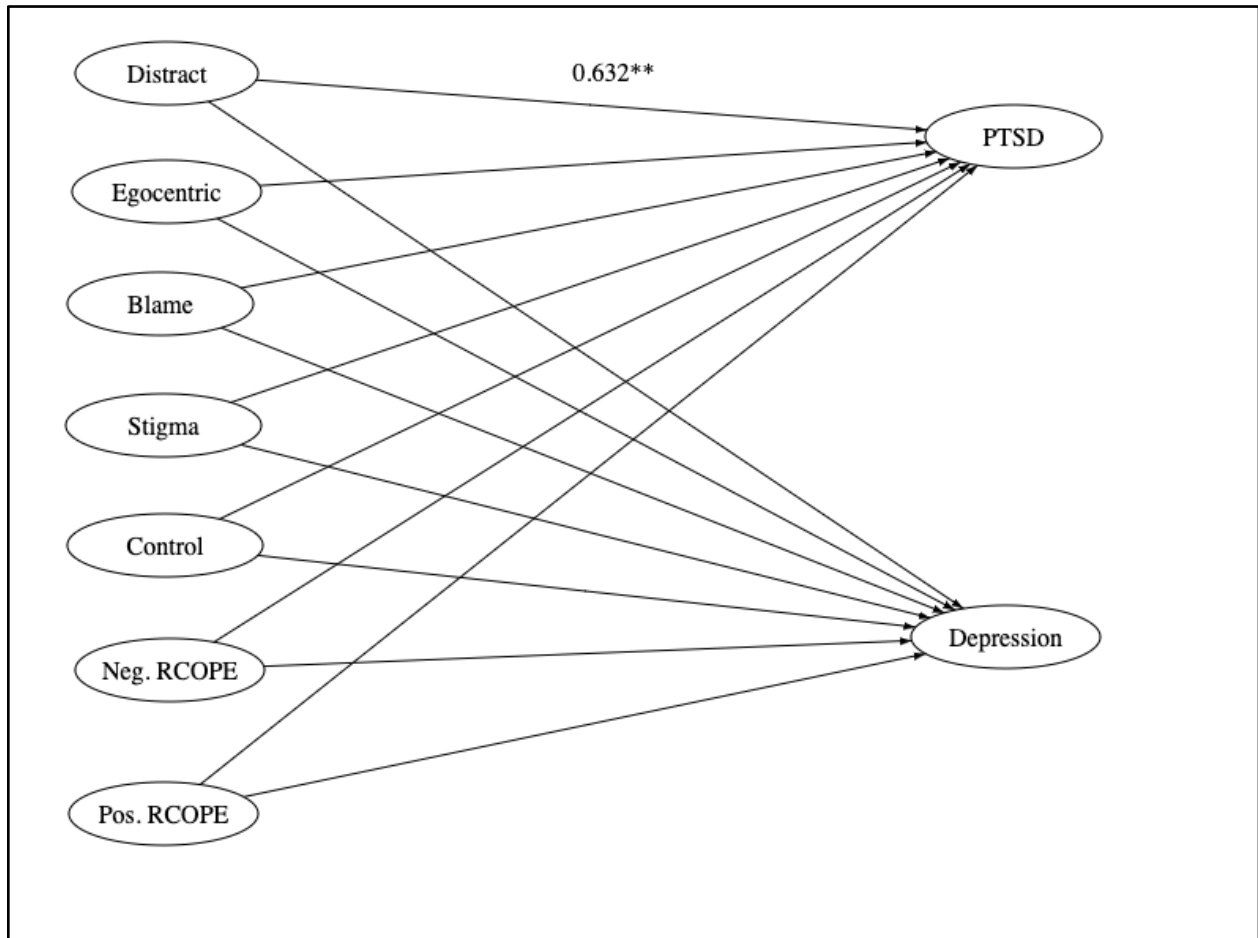 Distract
0.632**
PTSD
Egocentric
Blame
Stigma
Control
Depression
Neg. RCOPE
Pos. RCOPE